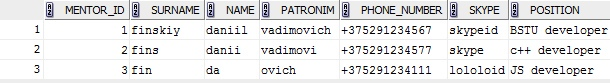 MENTOR_ID SURNAME NAME PATRONIM PHONE_NUMBER SKYPE POSITION
1 1 finskiy daniil vadimovich +375291234567 skypeid BSTU developer
2 2 fins danii vadimovi +375291234577 skype c++ developer
3 3 fin da ovich +375291234111 lololoid JS developer